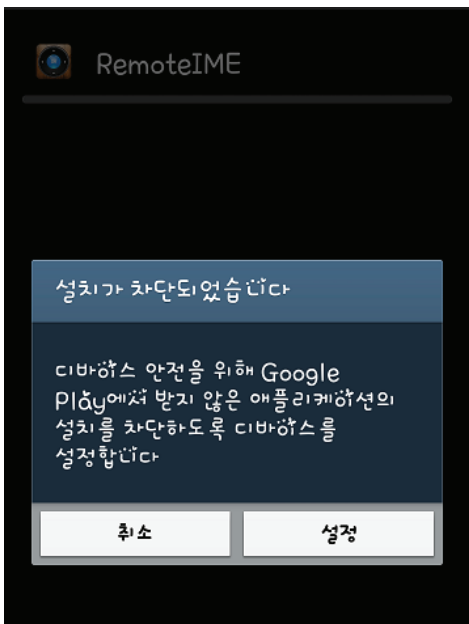 RemoteIME
설치가 차단되었습니다
디바이스 안전을 위해 Google
Play에서 받지 않은 애플리케이션의
설치를 차단하도록 디바이스를
설정합니다
취소
설정